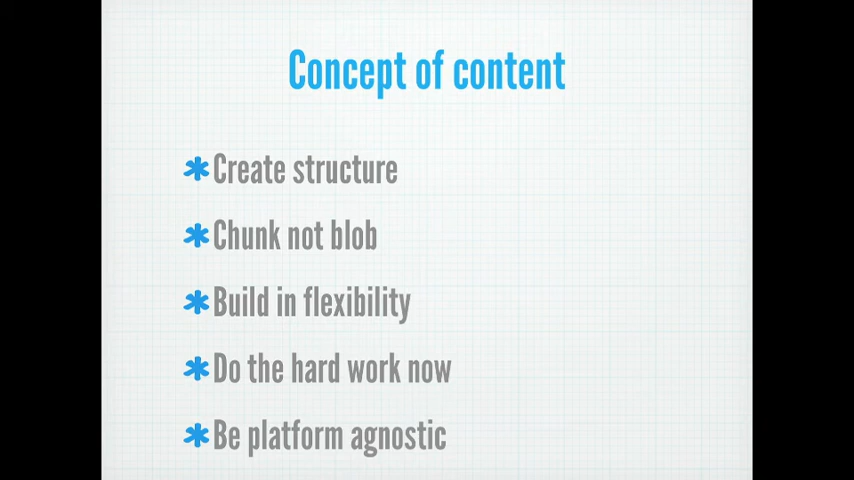 Concept of content
* Create structure
* Chunk not blob
* Build in flexibility
* Do the hard work now
* Be platform agnostic